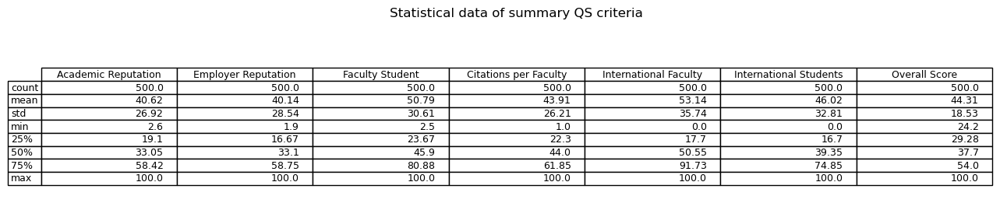 Statistical data of summary QS criteria
Academic Reputation Employer Reputation Faculty Student Citations per Faculty International Faculty International Students Overall Score
count 500.0 500.0 500.0 500.0 500.0 500.0 500.0
mean 40.62 40.14 50.79 43.91 53.14 46.02 44.31
std 26.92 28.54 30.61 26.21 35.74 32.81 18.53
min 2.6 1.9 2.5 1.0 0.0 0.0 24.2
25% 19.1 16.67 23.67 22.3 17.7 16.7 29.28
50% 33.05 33.1 45.9 44.0 50.55 39.35 37.7
75% 58.42 58.75 80.88 61.85 91.73 74.85 54.0
max 100.0 100.0 100.0 100.0 100.0 100.0 100.0